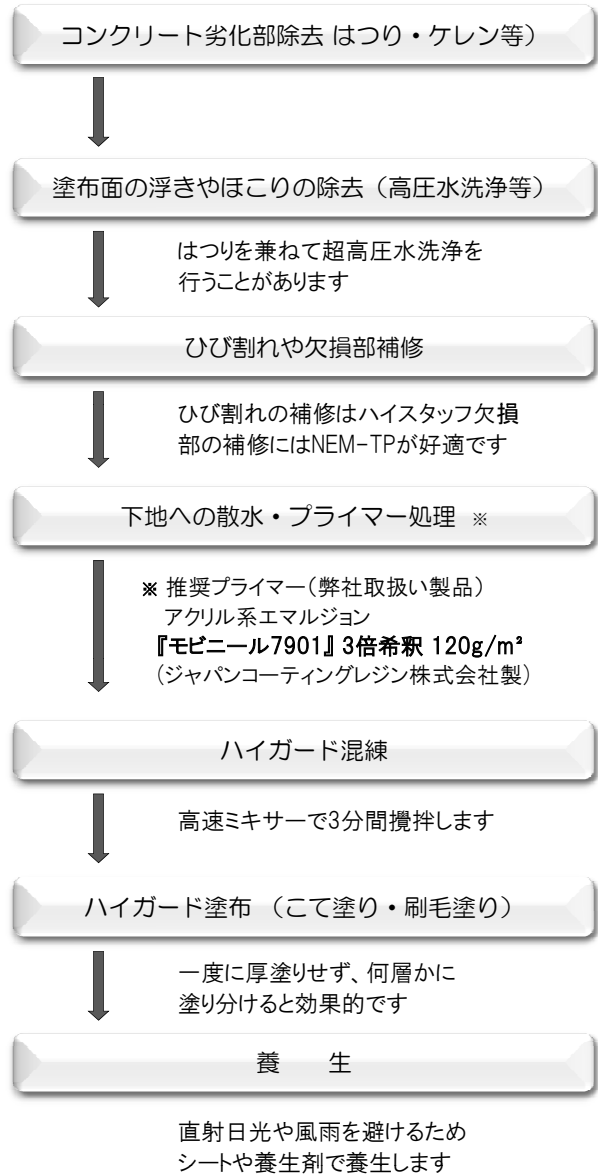 コンクリート劣化部除去 はつり・ケレン等）
塗布面の浮きやほこりの除去（高圧水洗浄等）
はつりを兼ねて超高圧水洗浄を
行うことがあります
ひび割れや欠損部補修
ひび割れの補修はハイスタッフ欠損
部の補修にはNEM-TPが好適です
下地への散水・プライマー処理 ※
※ 推奨プライマー（弊社取扱い製品）
アクリル系エマルジョン
『モビニール7901』 3倍希釈 120g/m²
（ジャパンコーティングレジン株式会社製）
ハイガード混練
高速ミキサーで3分間攪拌します
ハイガード塗布 （こて塗り・刷毛塗り）
一度に厚塗りせず、何層かに
塗り分けると効果的です
養　　生
直射日光や風雨を避けるため
シートや養生剤で養生します